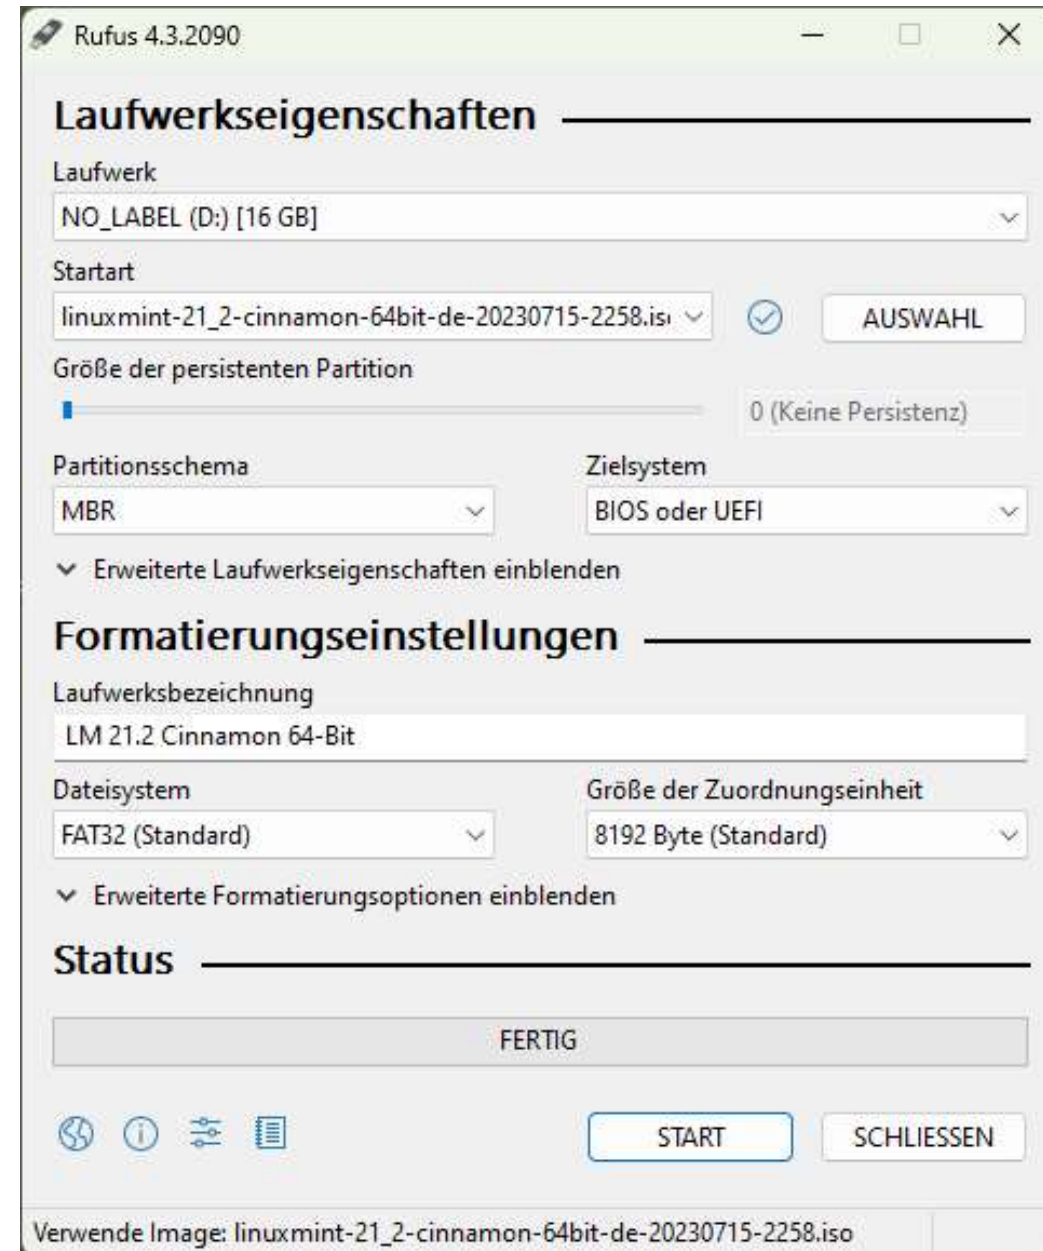 Rufus 4.3.2090
Laufwerkseigenschaften
Laufwerk
NO_LABEL (D:) [16 GB]
Startart
linuxmint-21_2-cinnamon-64bit-de-20230715-2258.is
AUSWAHL
Größe der persistenten Partition
0 (Keine Persistenz)
Partitionsschema
Zielsystem
MBR
BIOS oder UEFI
Erweiterte Laufwerkseigenschaften einblenden
Formatierungseinstellungen
Laufwerksbezeichnung
LM 21.2 Cinnamon 64-Bit
Dateisystem
Größe der Zuordnungseinheit
FAT32 (Standard)
8192 Byte (Standard)
Erweiterte Formatierungsoptionen einblenden
Status
FERTIG
START
SCHLIESSEN
Verwende Image: linuxmint-21_2-cinnamon-64bit-de-20230715-2258.iso